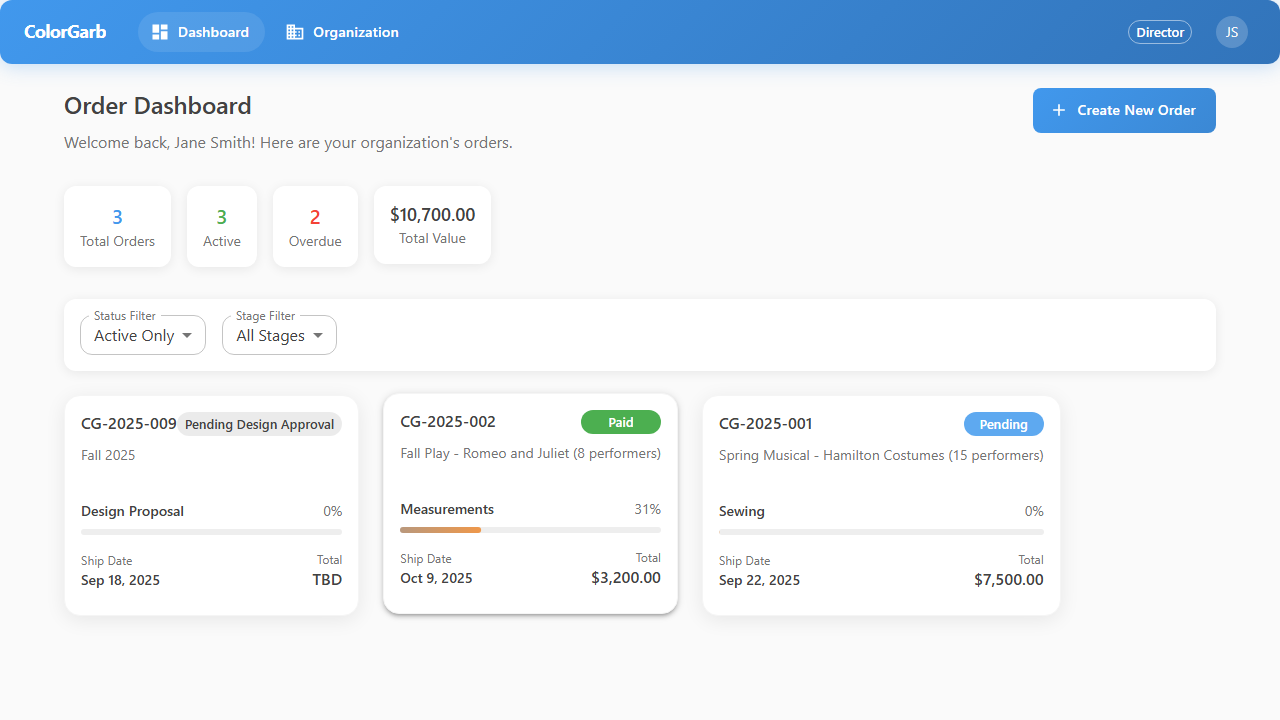 ColorGarb
Dashboard
Organization
Director
JS
Order Dashboard
Welcome back, Jane Smith! Here are your organization's orders.
Create New Order
3
Total Orders
3
Active
2
Overdue
$10,700.00
Total Value
Status Filter
Active Only
Stage Filter
All Stages
CG-2025-009
Pending Design Approval
Fall 2025
Design Proposal
0%
Ship Date
Total
Sep 18, 2025
TBD
CG-2025-002
Paid
Fall Play - Romeo and Juliet (8 performers)
Measurements
31%
Ship Date
Total
Oct 9, 2025
$3,200.00
CG-2025-001
Pending
Spring Musical - Hamilton Costumes (15 performers)
Sewing
0%
Ship Date
Total
Sep 22, 2025
$7,500.00